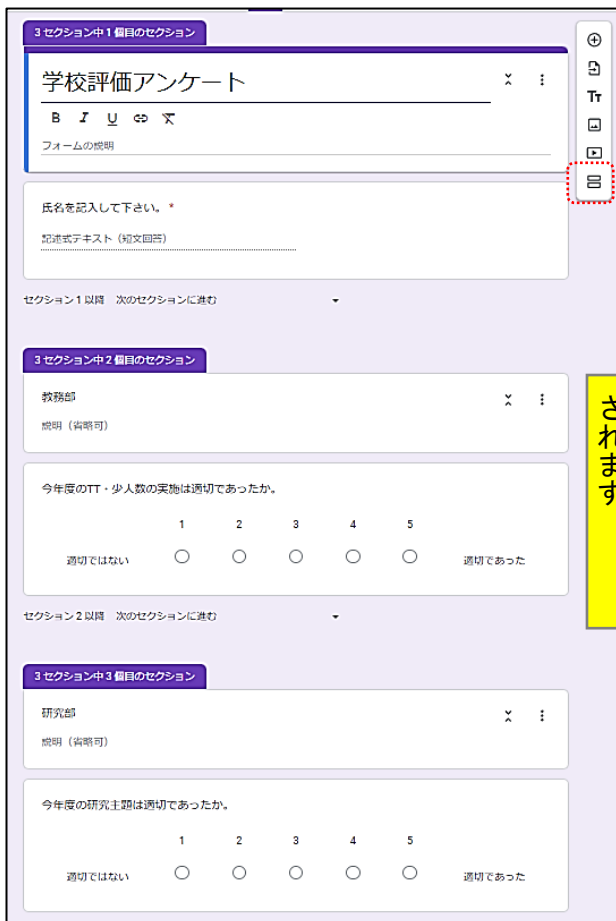 3 セクション中 1 個目のセクション
学校評価アンケート
B I U
フォームの説明
Tт
氏名を記入して下さい。 *
記述式テキスト（短文回答）
セクション 1 以降 次のセクションに進む
3 セクション中 2 個目のセクション
教務部
説明（省略可）
今年度のTT・少人数の実施は適切であったか。
1 2 3 4 5
適切ではない 適切であった
セクション 2 以降 次のセクションに進む
3 セクション中 3 個目のセクション
研究部
説明（省略可）
今年度の研究主題は適切であったか。
1 2 3 4 5
適切ではない 適切であった
されます